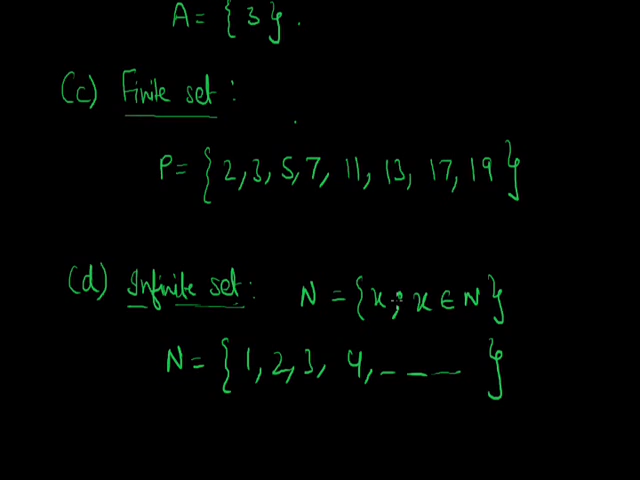 A = {3}.
(c) Finite set:
P = {2, 3, 5, 7, 11, 13, 17, 19}
(d) Infinite set: N = {x; x ∈ N}
N = {1, 2, 3, 4, _ _ _ }